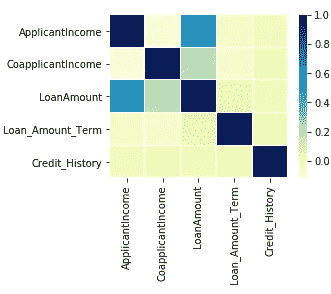 ApplicantIncome
CoapplicantIncome
LoanAmount
Loan_Amount_Term
Credit_History
ApplicantIncome
CoapplicantIncome
LoanAmount
Loan_Amount_Term
Credit_History
1.0
0.8
0.6
0.4
0.2
0.0